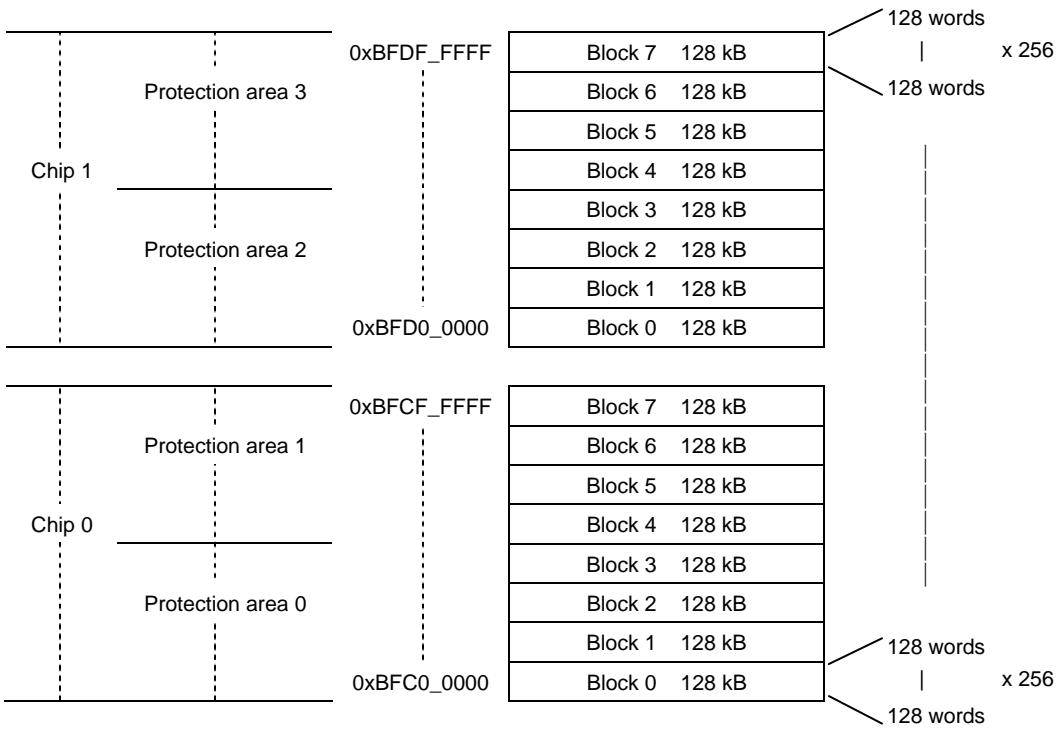 128 words
0xBFDF_FFFF Block 7 128 kB | x 256
Protection area 3 Block 6 128 kB 128 words
Block 5 128 kB
Chip 1 Block 4 128 kB
Block 3 128 kB
Protection area 2 Block 2 128 kB
Block 1 128 kB
0xBFD0_0000 Block 0 128 kB
0xBFCF_FFFF Block 7 128 kB
Protection area 1 Block 6 128 kB
Block 5 128 kB
Chip 0 Block 4 128 kB
Block 3 128 kB
Protection area 0 Block 2 128 kB
Block 1 128 kB 128 words
0xBFC0_0000 Block 0 128 kB | x 256
128 words